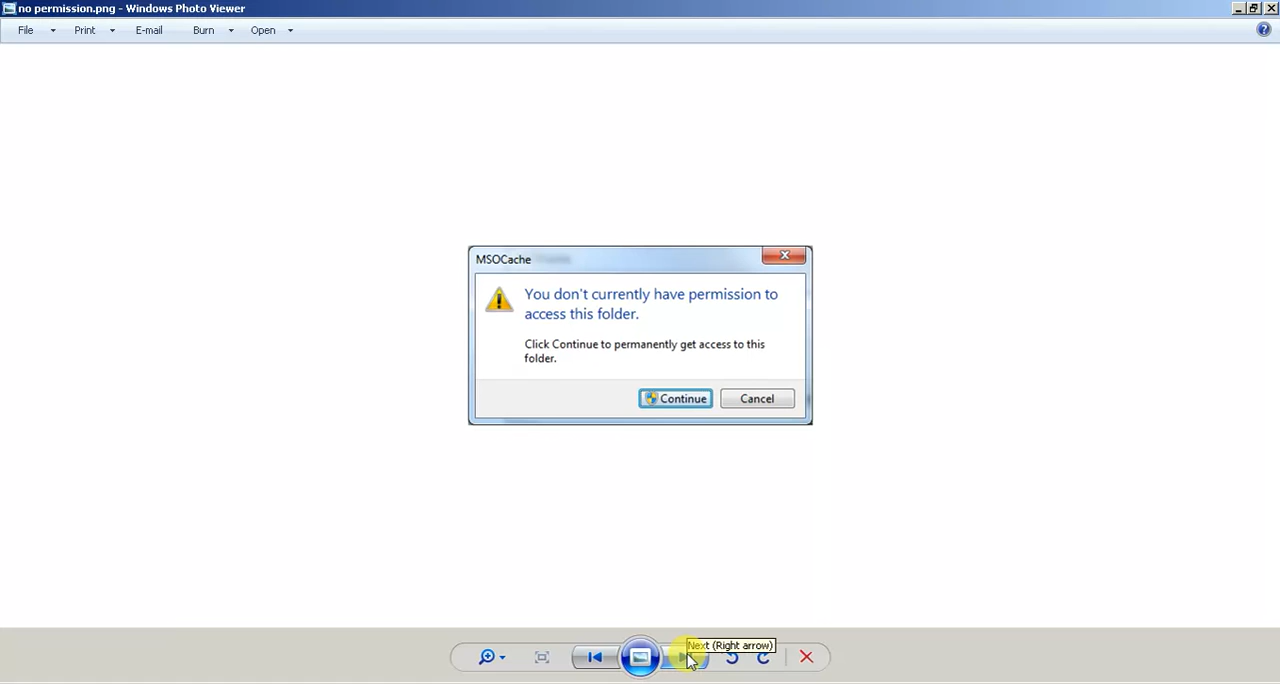 no permission.png - Windows Photo Viewer
File Print E-mail Burn Open
MSOCache
You don't currently have permission to
access this folder.
Click Continue to permanently get access to this
folder.
Continue Cancel
Next (Right arrow)